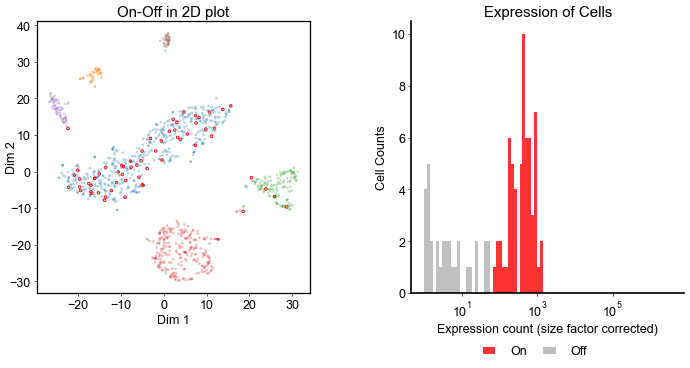 On-Off in 2D plot
40
30
20
10
0
−10
−20
−30
Dim 2
−20 −10 0 10 20 30
Dim 1
Expression of Cells
10
8
6
4
2
0
Cell Counts
10^1 10^3 10^5
Expression count (size factor corrected)
On Off